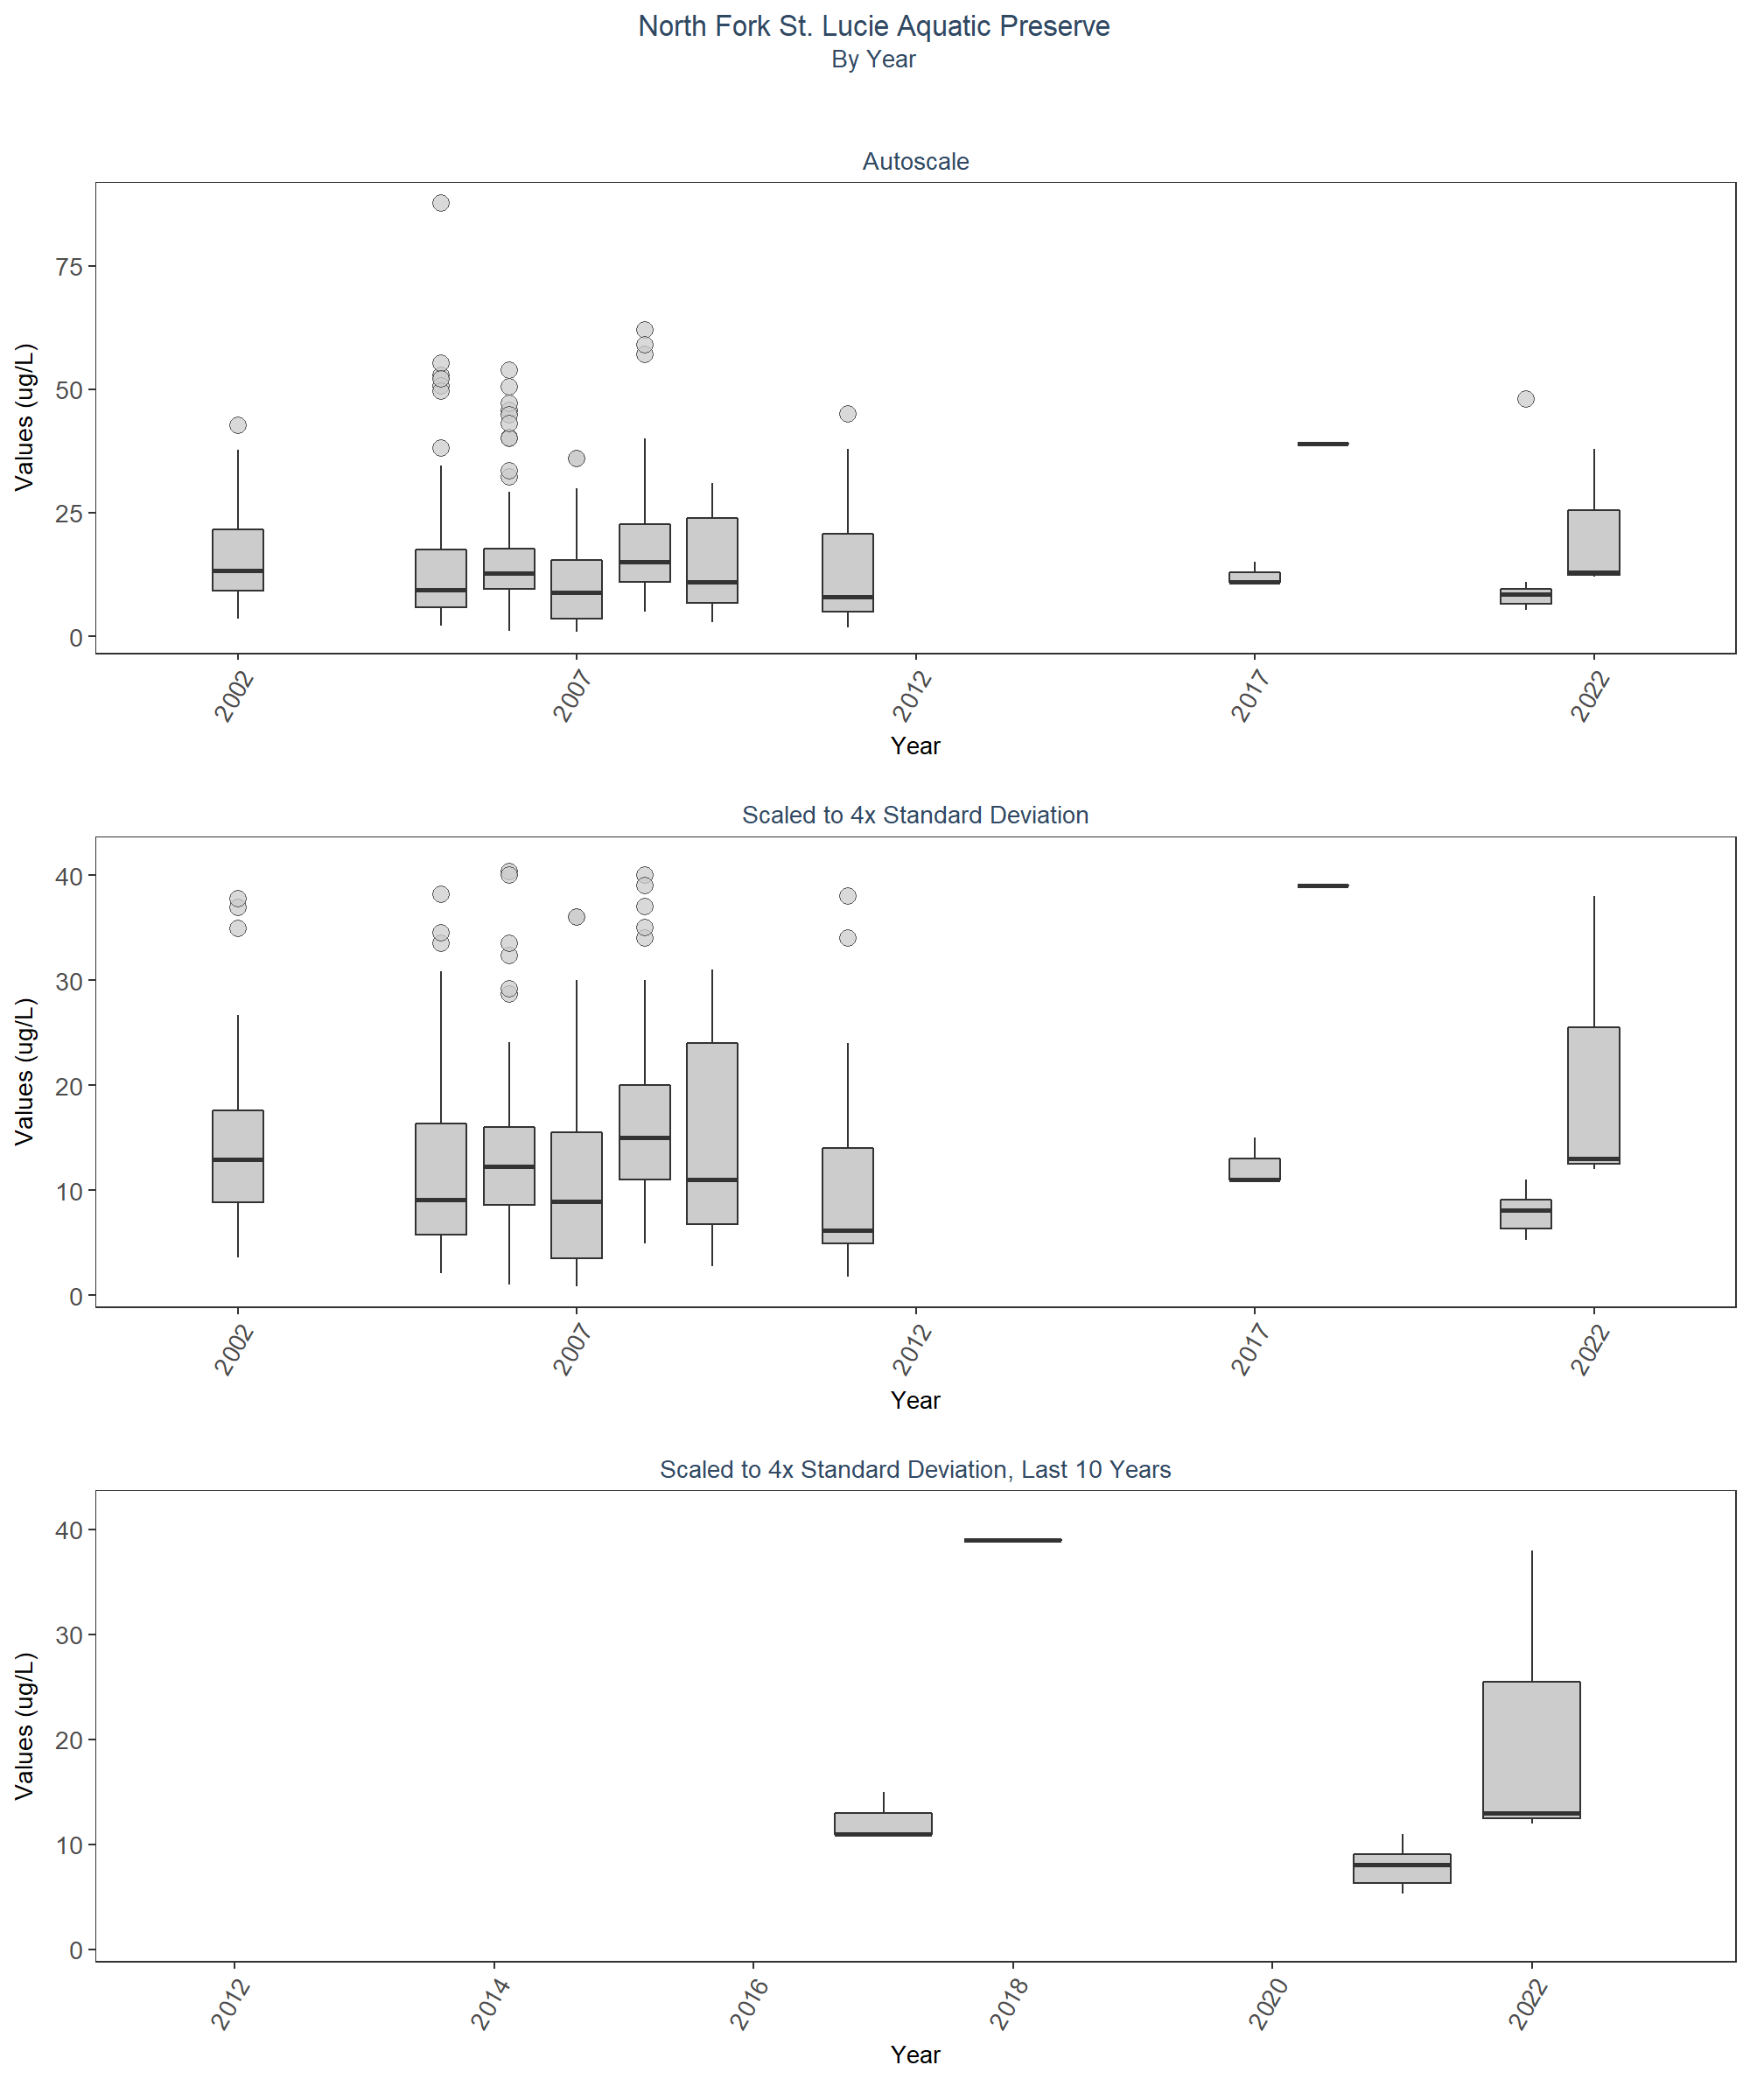 North Fork St. Lucie Aquatic Preserve
By Year
Autoscale
Values (ug/L)
75
50
25
0
2002 2007 2012 2017 2022
Year
Scaled to 4x Standard Deviation
Values (ug/L)
40
30
20
10
0
2002 2007 2012 2017 2022
Year
Scaled to 4x Standard Deviation, Last 10 Years
Values (ug/L)
40
30
20
10
0
2012 2014 2016 2018 2020 2022
Year